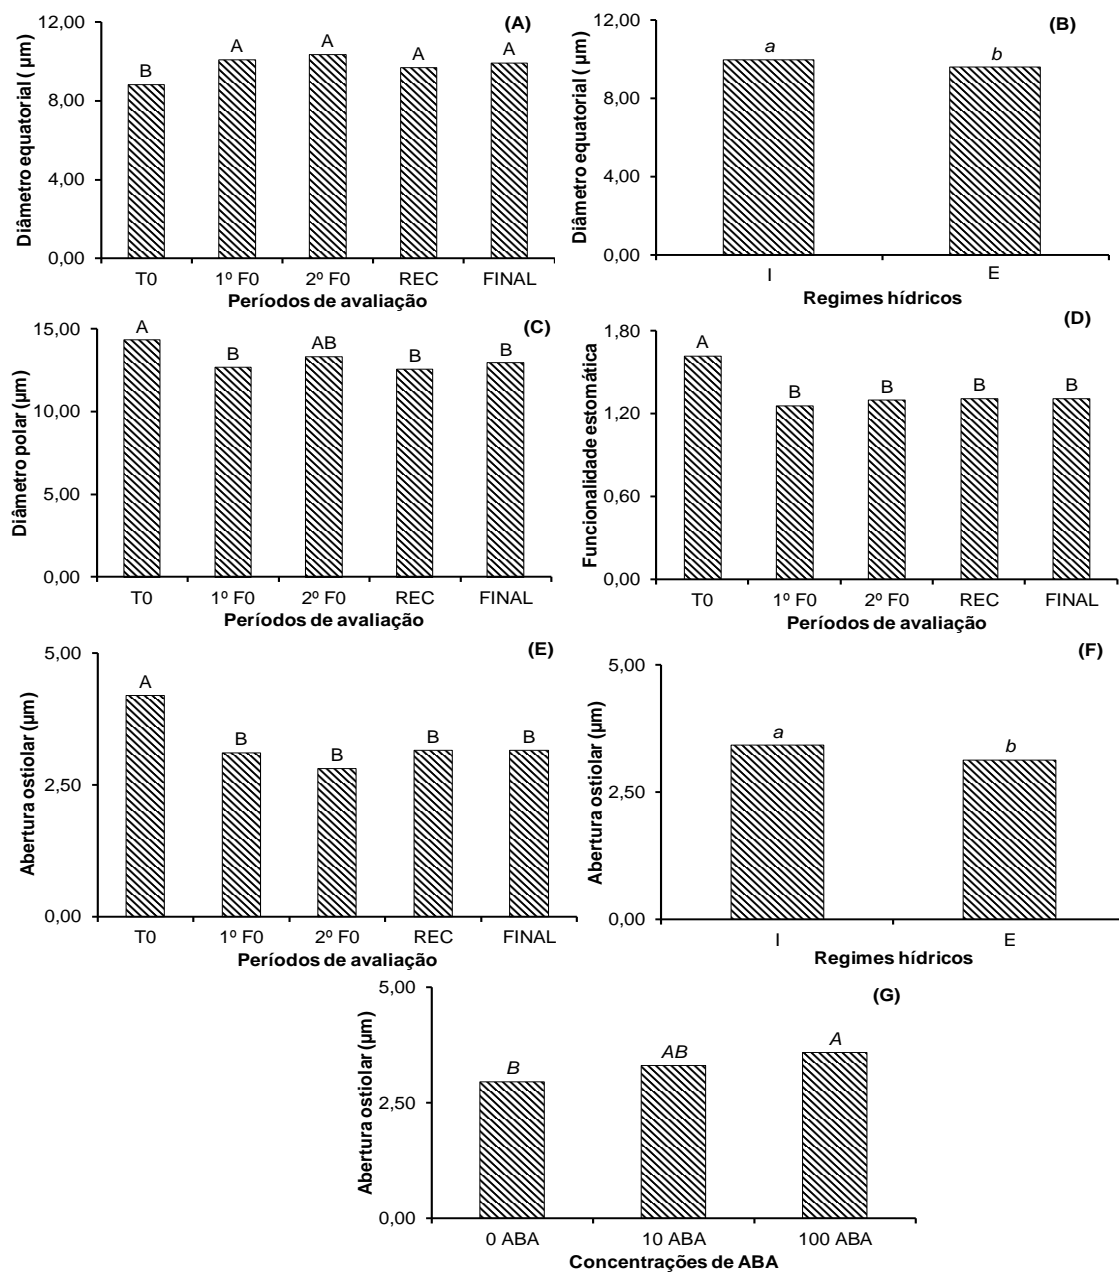 (A)
Diâmetro equatorial ( µm)
12,00
8,00
4,00
0,00
B
A
A
A
A
T0
1º F0
2º F0
REC
FINAL
Períodos de avaliação
(B)
Diâmetro equatorial ( µm)
12,00
8,00
4,00
0,00
a
b
I
E
Regimes hídricos
(C)
Diâmetro polar (µm)
15,00
10,00
5,00
0,00
A
B
AB
B
B
T0
1º F0
2º F0
REC
FINAL
Períodos de avaliação
(D)
Funcionalidade estomática
1,80
1,20
0,60
0,00
A
B
B
B
B
T0
1º F0
2º F0
REC
FINAL
Períodos de avaliação
(E)
Abertura ostiolar (µm)
5,00
2,50
0,00
A
B
B
B
B
T0
1º F0
2º F0
REC
FINAL
Períodos de avaliação
(F)
Abertura ostiolar (µm)
5,00
2,50
0,00
a
b
I
E
Regimes hídricos
(G)
Abertura ostiolar (µm)
5,00
2,50
0,00
B
AB
A
0 ABA
10 ABA
100 ABA
Concentrações de ABA